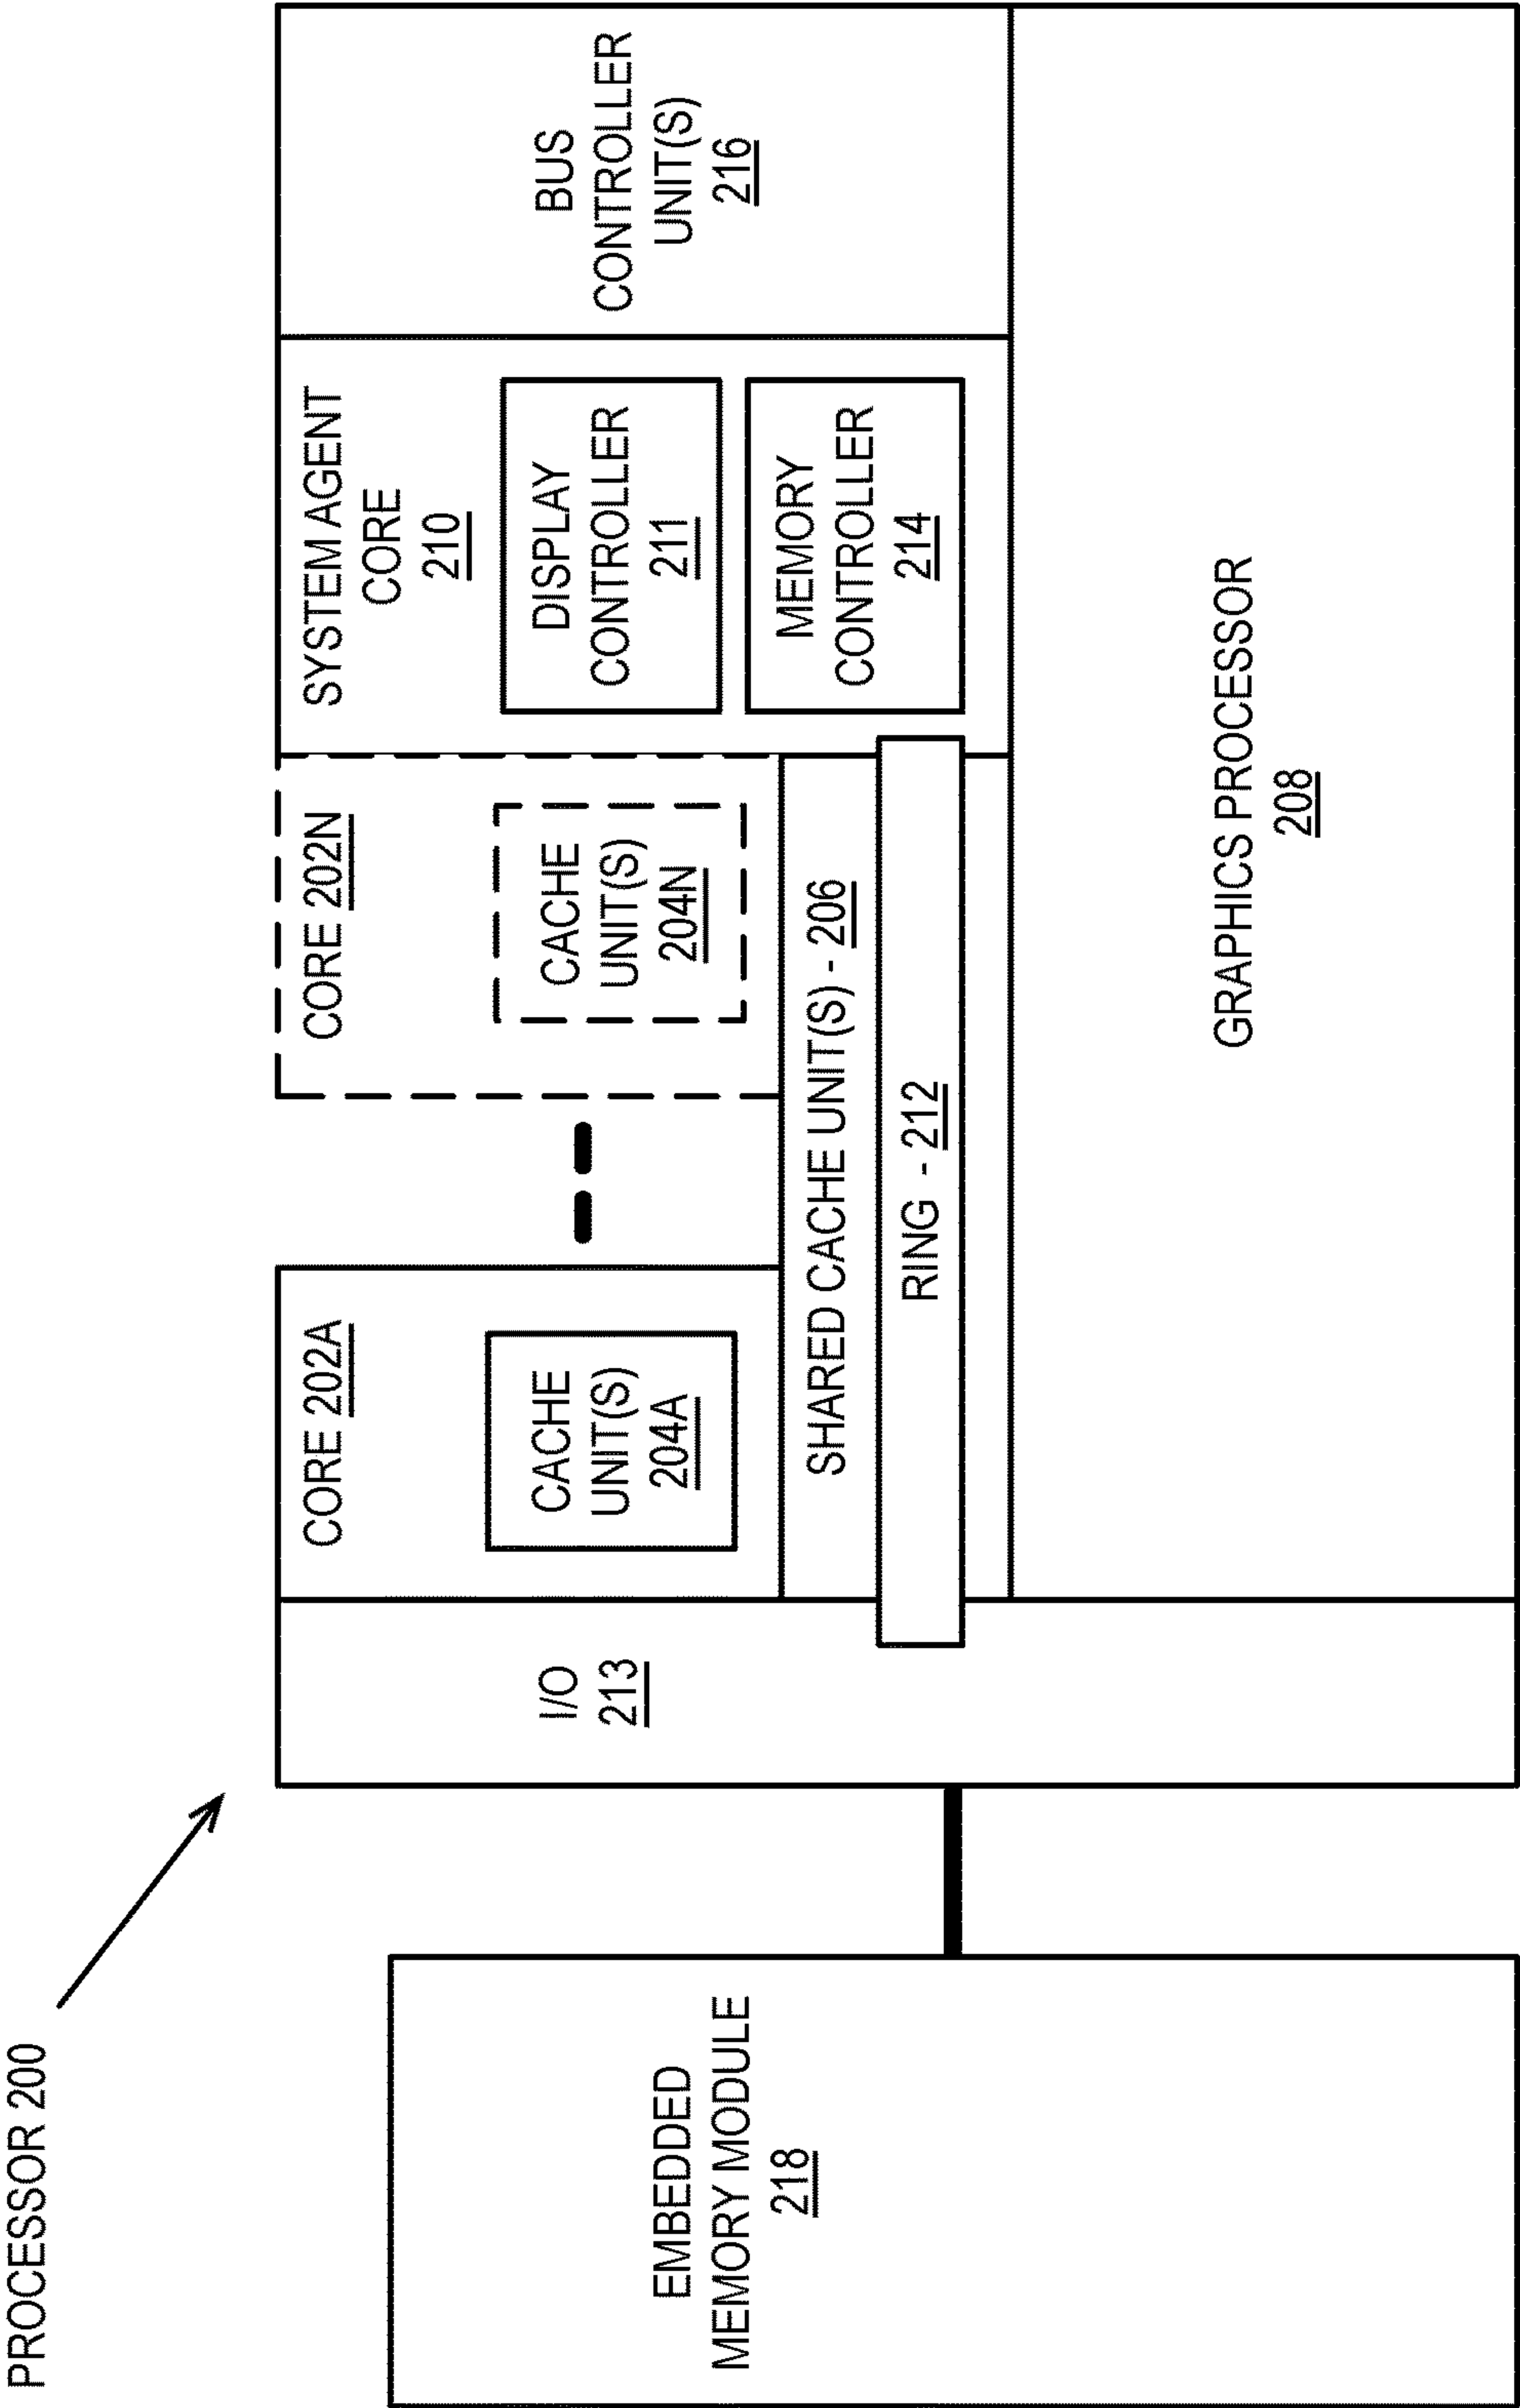 PROCESSOR 200
EMBEDDED
MEMORY MODULE
218
I/O
213
CORE 202A
CACHE
UNIT(S)
204A
CORE 202N
CACHE
UNIT(S)
204N
SHARED CACHE UNIT(S) - 206
RING - 212
SYSTEM AGENT
CORE
210
DISPLAY
CONTROLLER
211
MEMORY
CONTROLLER
214
BUS
CONTROLLER
UNIT(S)
216
GRAPHICS PROCESSOR
208